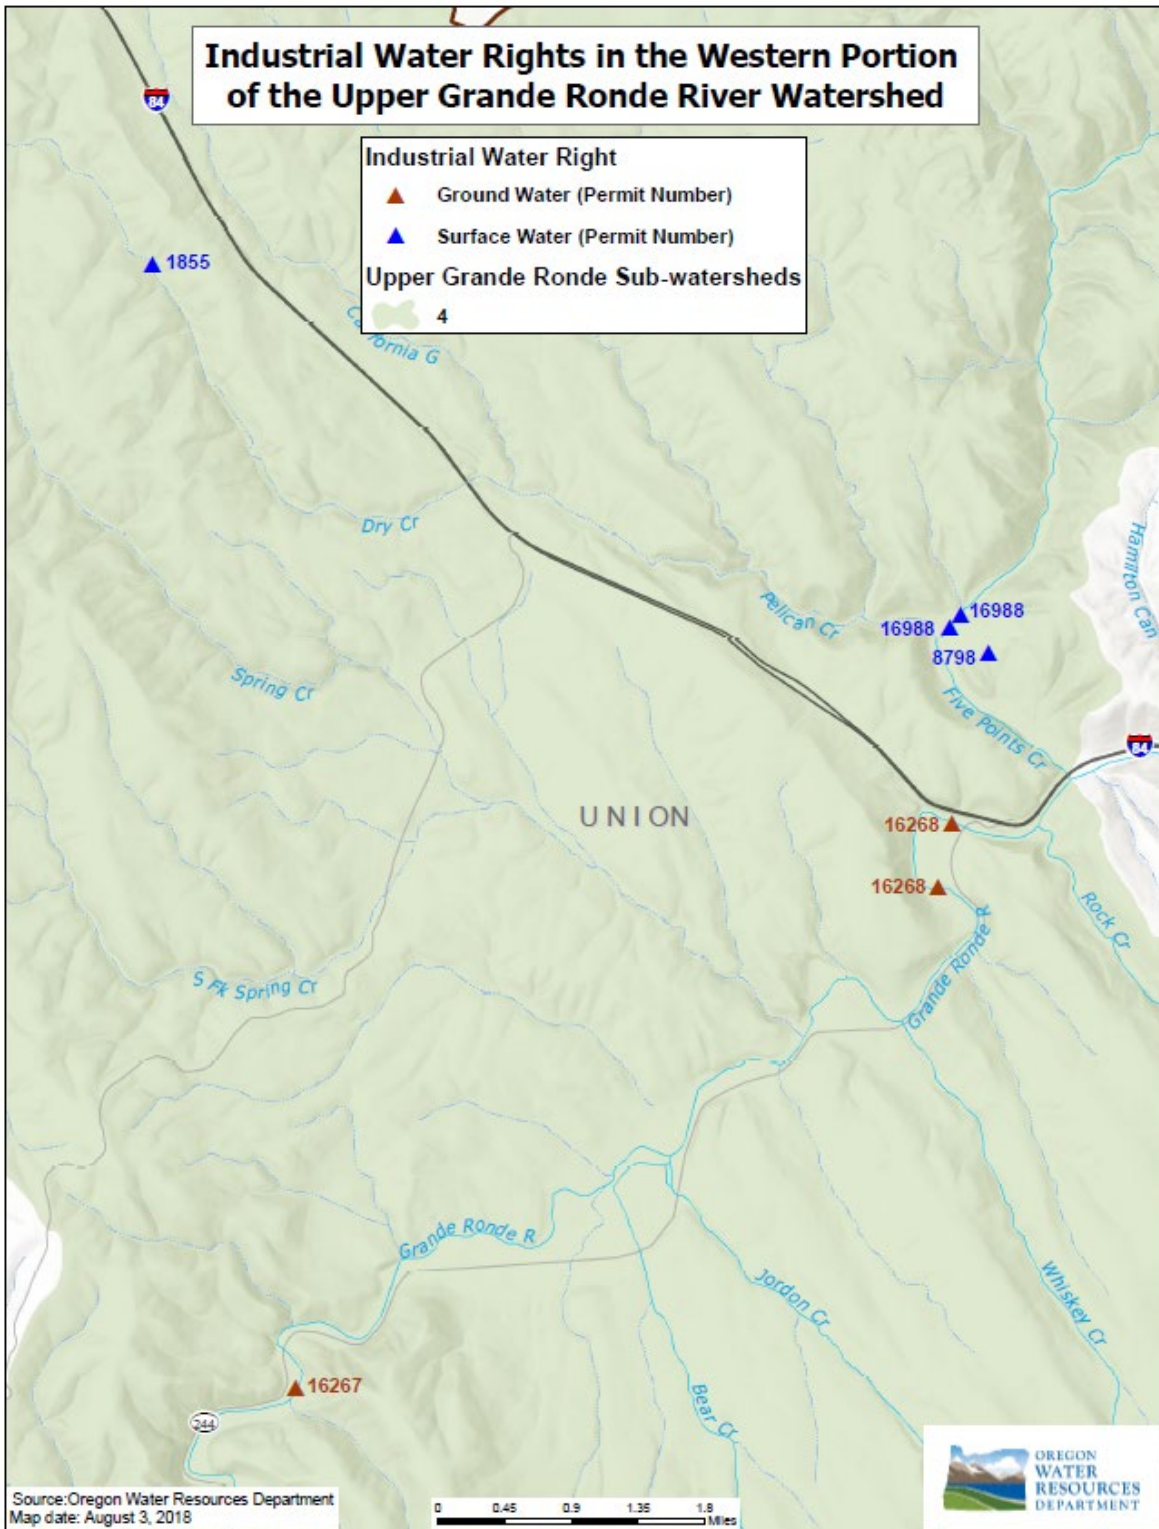 Industrial Water Rights in the Western Portion
of the Upper Grande Ronde River Watershed
84
Industrial Water Right
Ground Water (Permit Number)
Surface Water (Permit Number)
Upper Grande Ronde Sub-watersheds
4
1855
California G
Dry Cr
Hamilton Can
Pelican Cr
16988
16988
8798
Spring Cr
Five Points Cr
84
UNION
16268
16268
Rock Cr
Grande Ronde R
S Fk Spring Cr
Grande Ronde R
Jordon Cr
Whiskey Cr
16267
Bear Cr
244
OREGON
WATER
RESOURCES
DEPARTMENT
Source:Oregon Water Resources Department
Map date: August 3, 2018
0 0.45 0.9 1.35 1.8
Miles